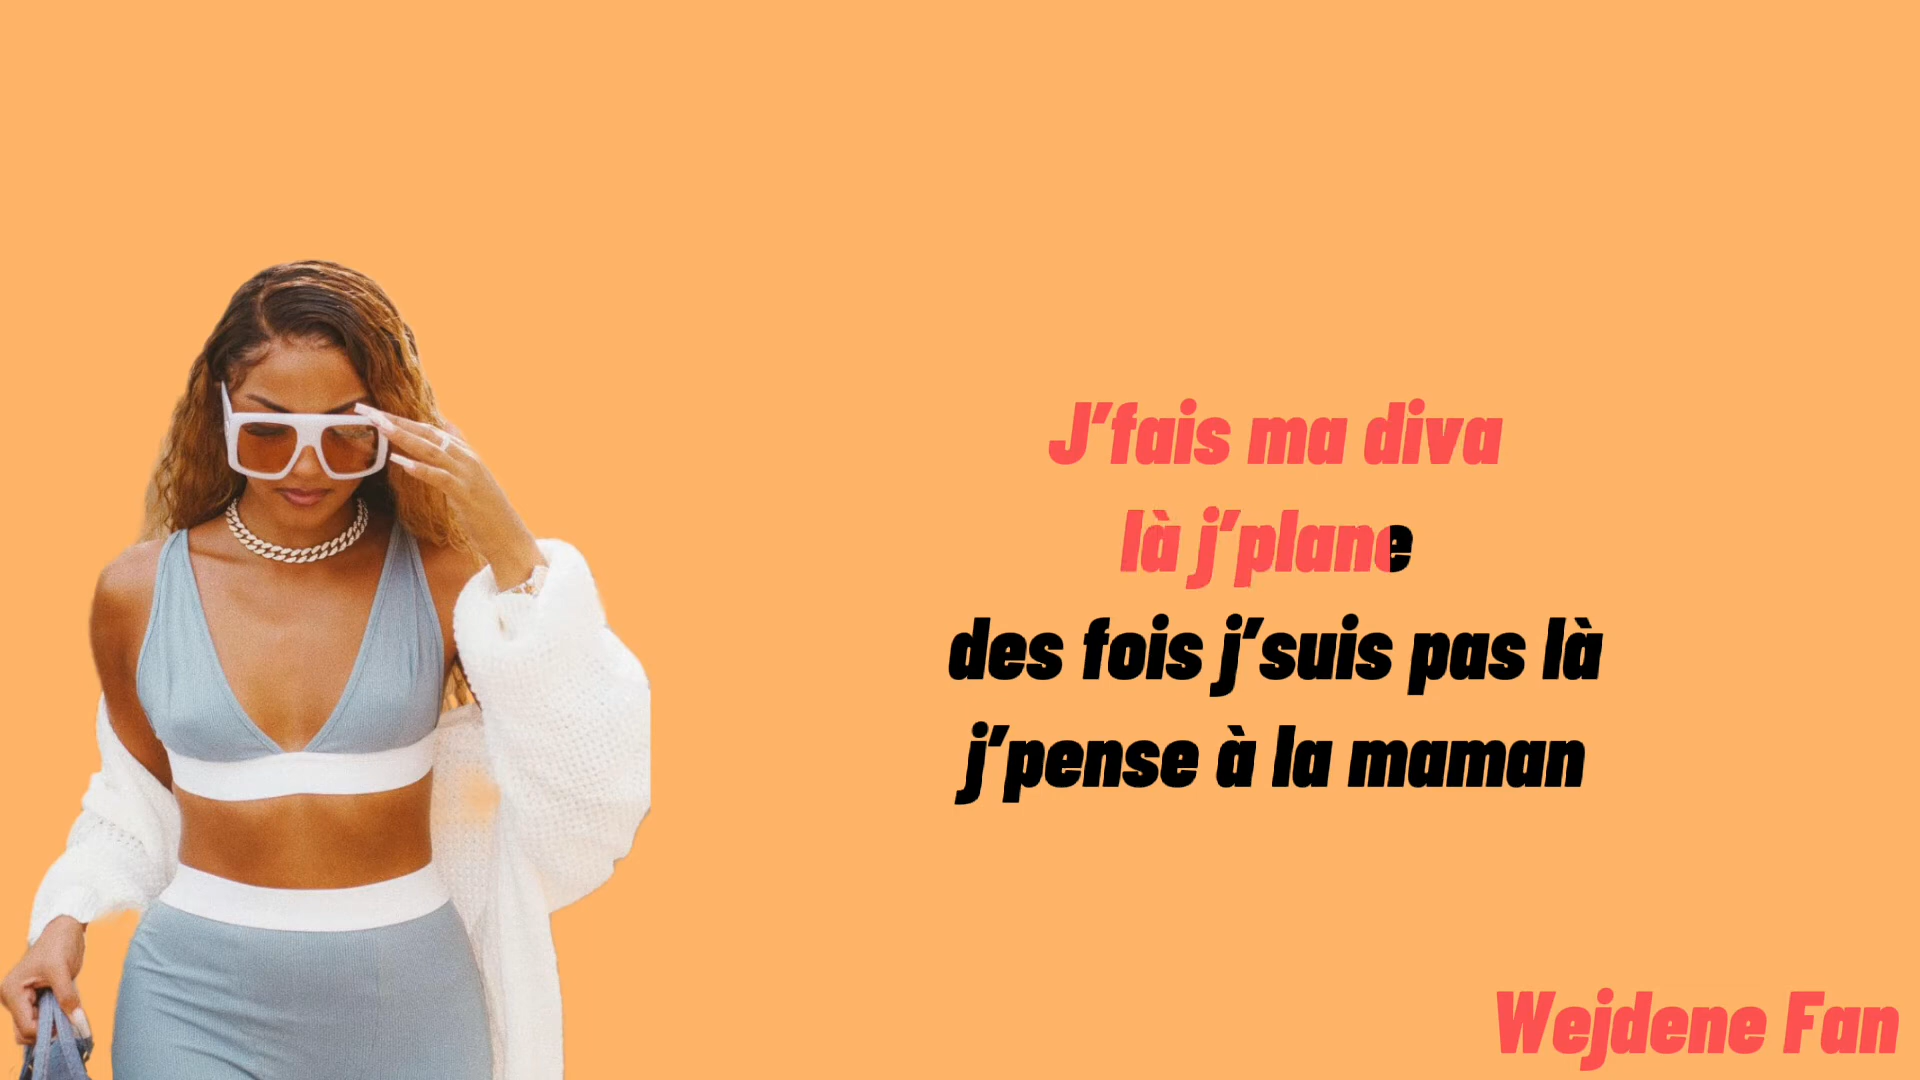 J'fais ma diva
là j'plane
des fois j'suis pas là
j'pense à la maman
Wejdene Fan